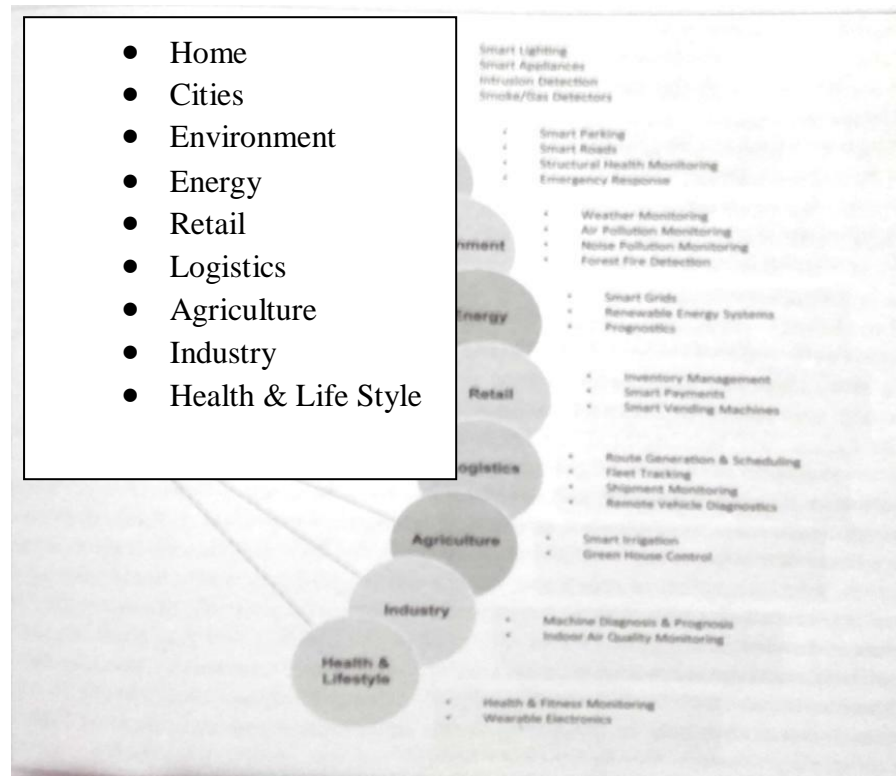 • Home
• Cities
• Environment
• Energy
• Retail
• Logistics
• Agriculture
• Industry
• Health & Life Style
Smart Lighting
Smart Appliances
Intrusion Detection
Smoke/Gas Detectors
• Smart Parking
• Smart Roads
• Structural Health Monitoring
• Emergency Response
nment
• Weather Monitoring
• Air Pollution Monitoring
• Noise Pollution Monitoring
• Forest Fire Detection
Energy
• Smart Grids
• Renewable Energy Systems
• Prognostics
Retail
• Inventory Management
• Smart Payments
• Smart Vending Machines
ogistics
• Route Generation & Scheduling
• Fleet Tracking
• Shipment Monitoring
• Remote Vehicle Diagnostics
Agriculture
• Smart Irrigation
• Green House Control
Industry
• Machine Diagnosis & Prognosis
• Indoor Air Quality Monitoring
Health &
Lifestyle
• Health & Fitness Monitoring
• Wearable Electronics